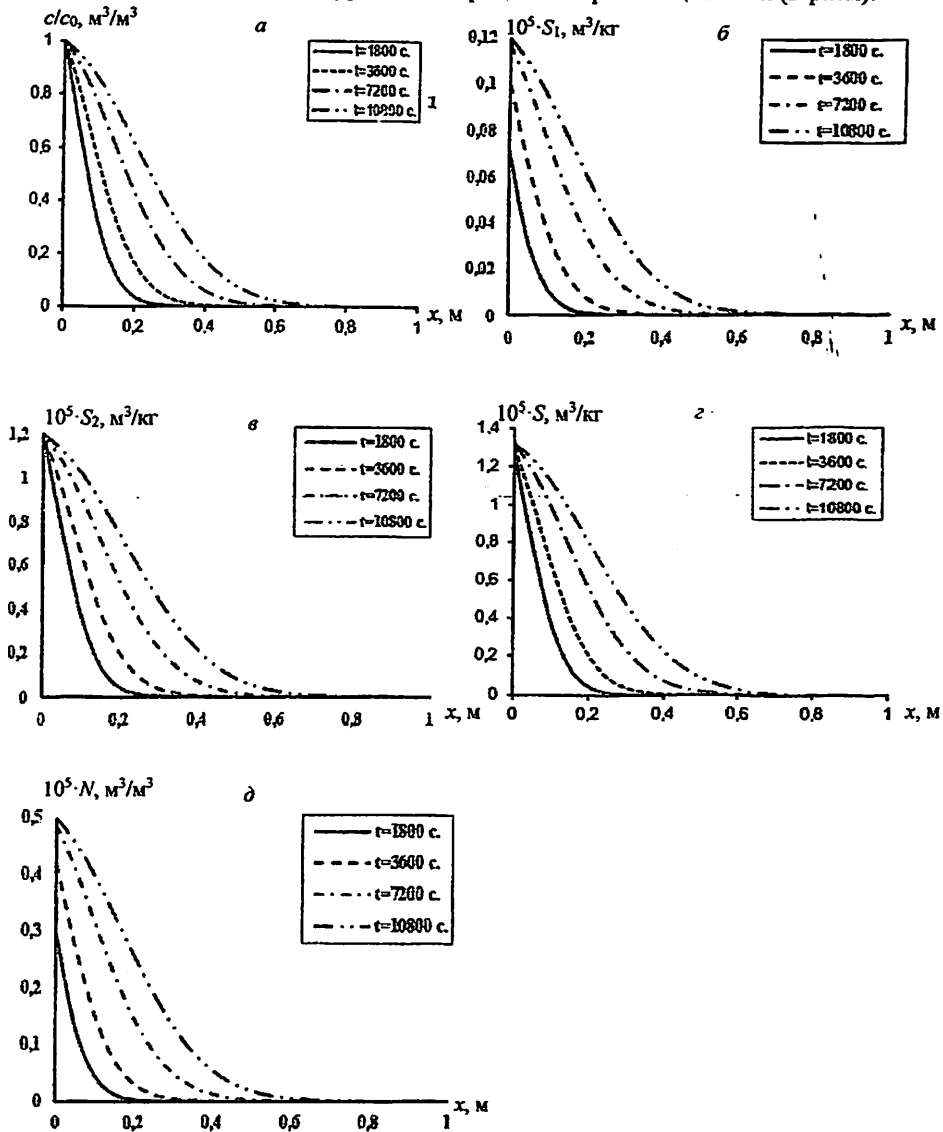 c/c0, м³/м³
а
t=1800 с.
t=3600 с.
t=7200 с.
t=10800 с.
1
0,8
0,6
0,4
0,2
0
0 0,2 0,4 0,6 0,8 1 x, м
10⁵·S1, м³/кг
б
t=1800 с.
t=3600 с.
t=7200 с.
t=10800 с.
0,12
0,1
0,08
0,06
0,04
0,02
0
0 0,2 0,4 0,6 0,8 1 x, м
10⁵·S2, м³/кг
в
t=1800 с.
t=3600 с.
t=7200 с.
t=10800 с.
1,2
1
0,8
0,6
0,4
0,2
0
0 0,2 0,4 0,6 0,8 1 x, м
10⁵·S, м³/кг
г
t=1800 с.
t=3600 с.
t=7200 с.
t=10800 с.
1,4
1,2
1
0,8
0,6
0,4
0,2
0
0 0,2 0,4 0,6 0,8 1 x, м
10⁵·N, м³/м³
д
t=1800 с.
t=3600 с.
t=7200 с.
t=10800 с.
0,5
0,4
0,3
0,2
0,1
0
0 0,2 0,4 0,6 0,8 1 x, м